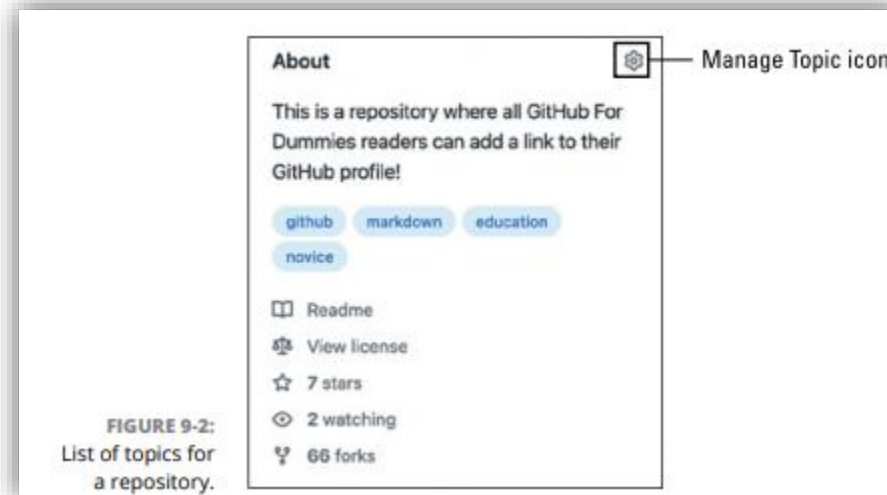 About
Manage Topic icon
This is a repository where all GitHub For
Dummies readers can add a link to their
GitHub profile!
github markdown education
novice
Readme
View license
7 stars
2 watching
66 forks
FIGURE 9-2:
List of topics for
a repository.